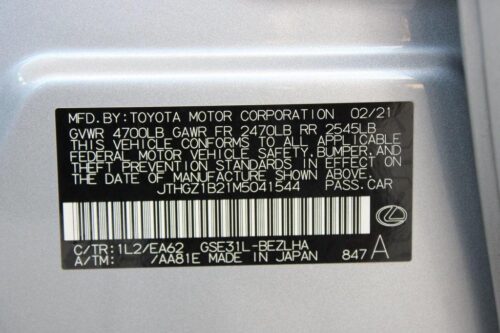 MFD. BY: TOYOTA MOTOR CORPORATION 02/21
GVWR 4700LB GAWR FR 2470LB RR 2545LB
THIS VEHICLE CONFORMS TO ALL APPLICABLE
FEDERAL MOTOR VEHICLE SAFETY, BUMPER, AND
THEFT PREVENTION STANDARDS IN EFFECT ON
THE DATE OF MANUFACTURE SHOWN ABOVE.
JTHGZ1B21M5041544 PASS. CAR
C/TR: 1L2/EA62 GSE31L-BEZLHA
A/TM: /AA81E MADE IN JAPAN 847 A